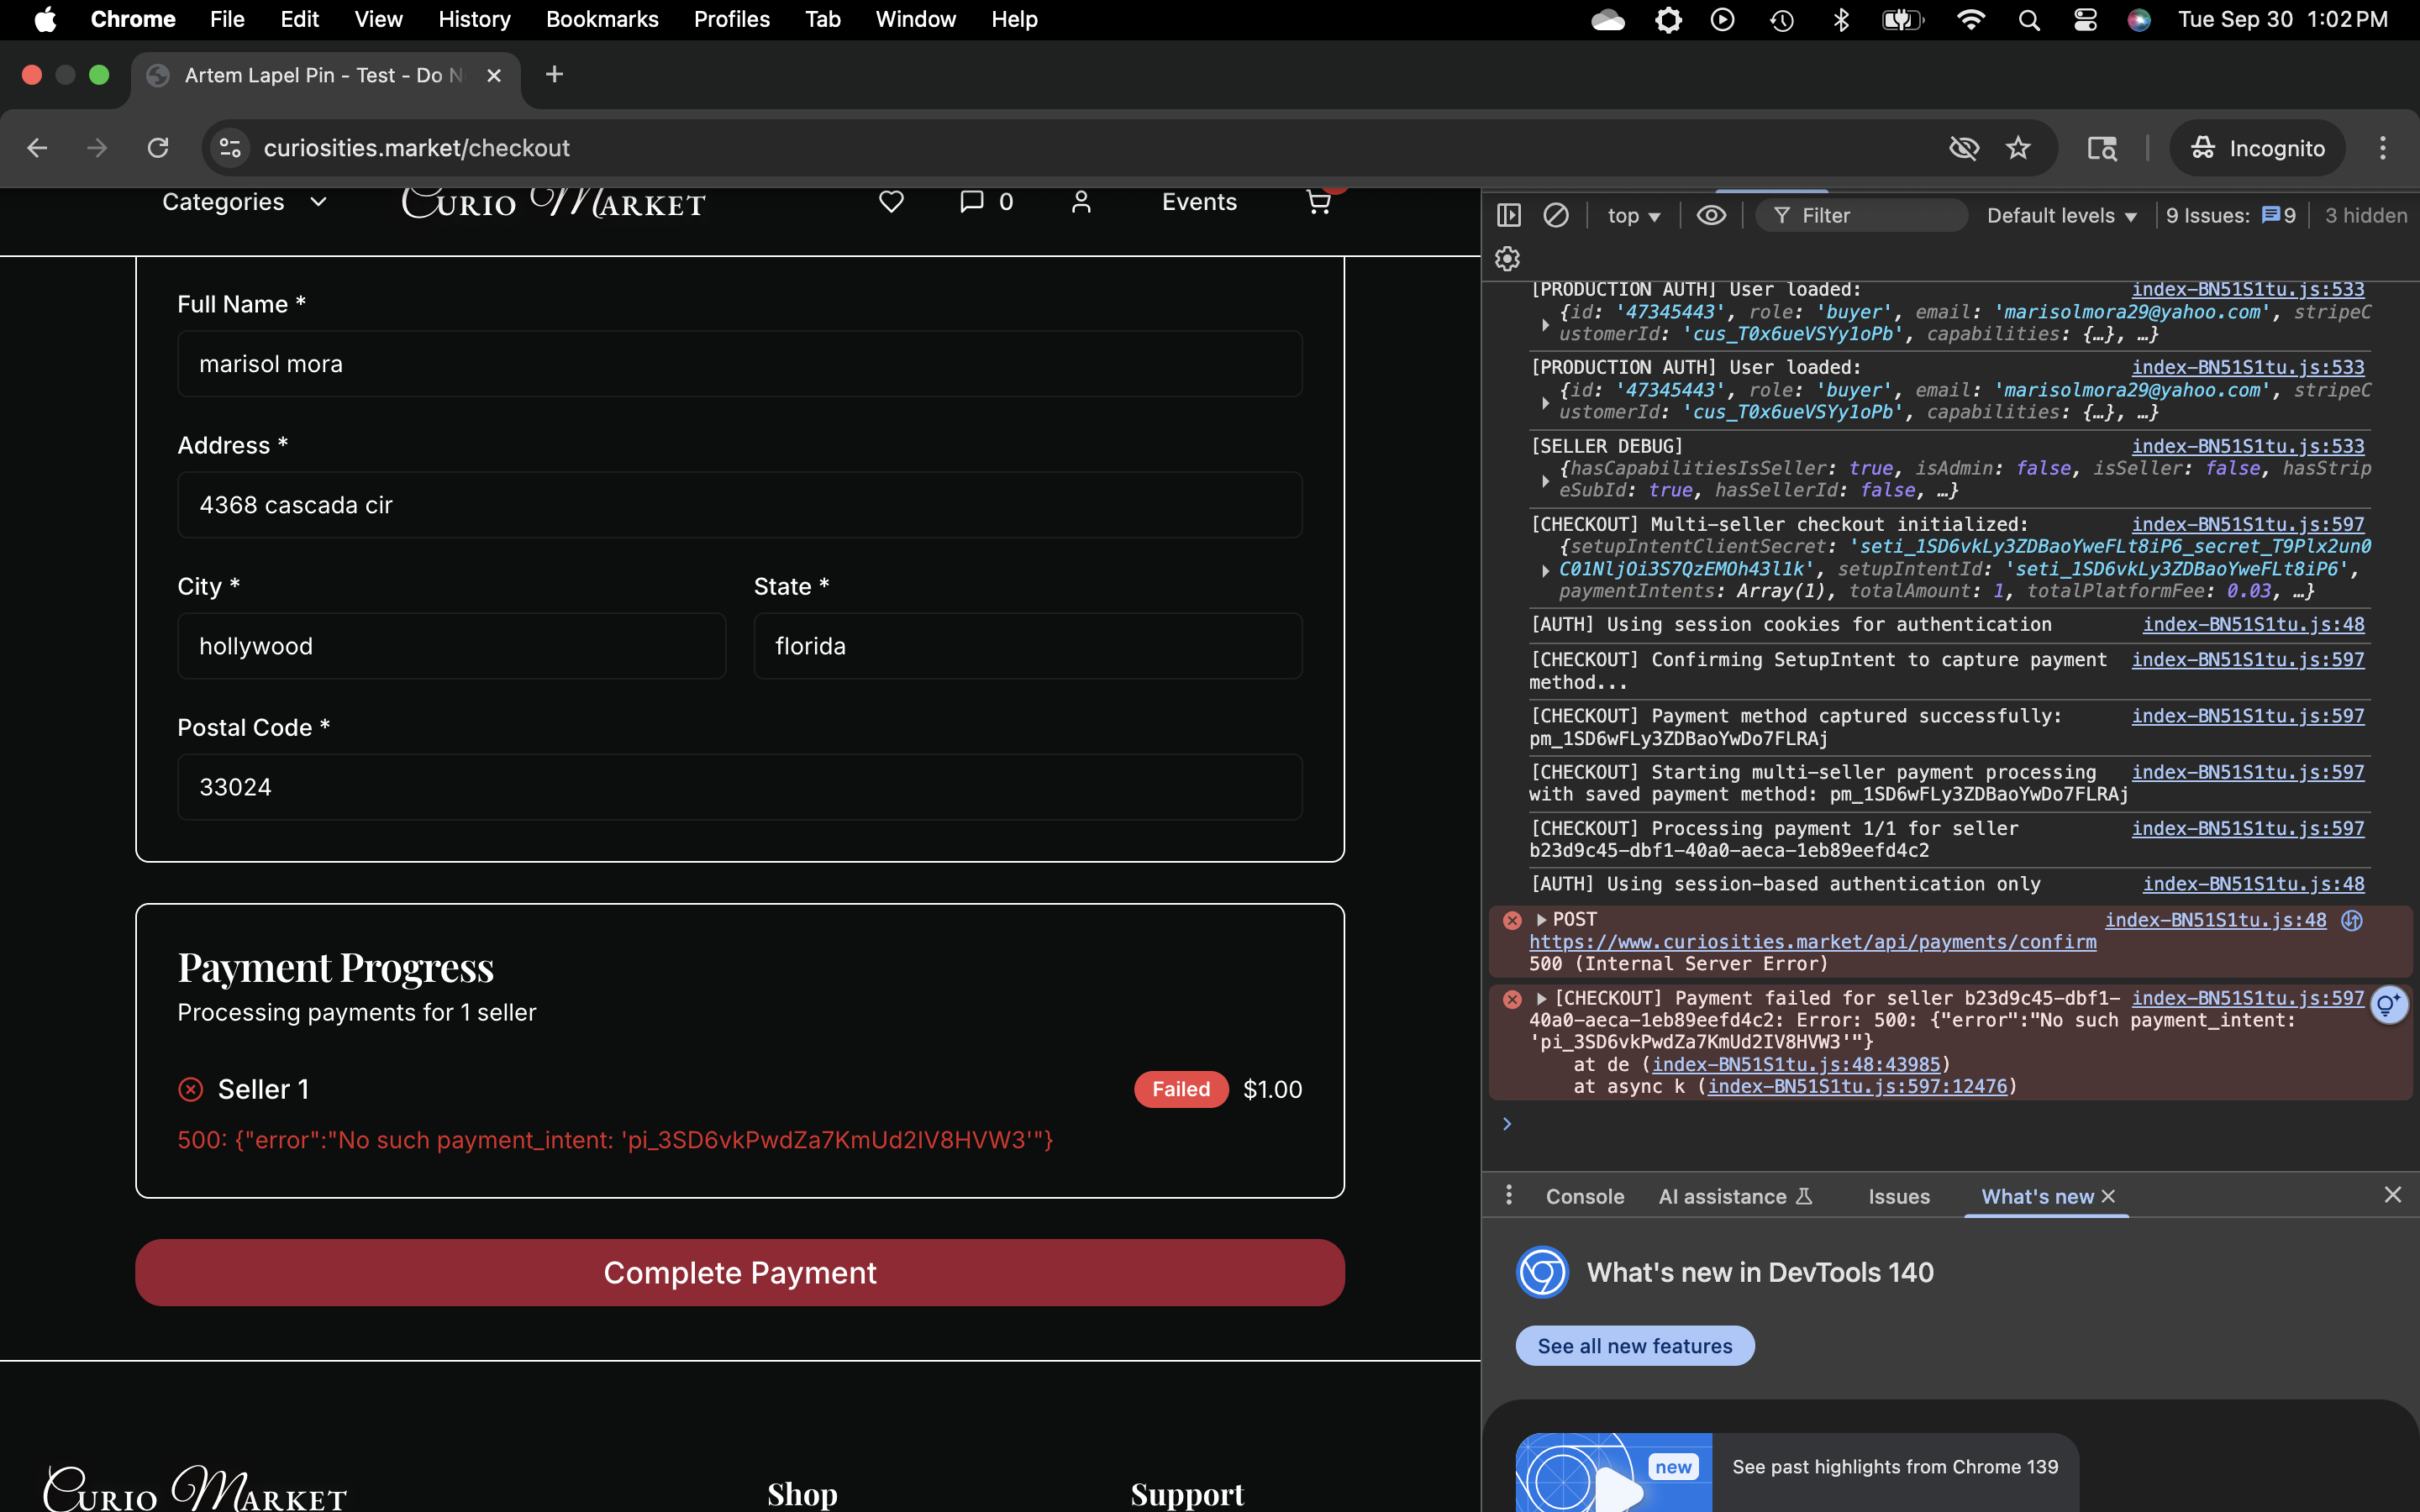 Chrome File Edit View History Bookmarks Profiles Tab Window Help Tue Sep 30 1:02 PM
Artem Lapel Pin - Test - Do N
curiosities.market/checkout
Incognito
Categories
Curio Market
0
Events
Full Name *
marisol mora
Address *
4368 cascada cir
City *
State *
hollywood
florida
Postal Code *
33024
Payment Progress
Processing payments for 1 seller
Seller 1
Failed
$1.00
500: {"error":"No such payment_intent: 'pi_3SD6vkPwdZa7KmUd2IV8HVW3'"}
Complete Payment
Curio Market
Shop
Support
top
Filter
Default levels
9 Issues: 9
3 hidden
[PRODUCTION AUTH] User loaded: index-BN51S1tu.js:533
{id: '47345443', role: 'buyer', email: 'marisolmora29@yahoo.com', stripeC
ustomerId: 'cus_T0x6ueVSYy1oPb', capabilities: {…}, …}
[PRODUCTION AUTH] User loaded: index-BN51S1tu.js:533
{id: '47345443', role: 'buyer', email: 'marisolmora29@yahoo.com', stripeC
ustomerId: 'cus_T0x6ueVSYy1oPb', capabilities: {…}, …}
[SELLER DEBUG] index-BN51S1tu.js:533
{hasCapabilitiesIsSeller: true, isAdmin: false, isSeller: false, hasStrip
eSubId: true, hasSellerId: false, …}
[CHECKOUT] Multi-seller checkout initialized: index-BN51S1tu.js:597
{setupIntentClientSecret: 'seti_1SD6vkLy3ZDBaoYweFLt8iP6_secret_T9Plx2un0
C01NljOi3S7QzEMOh43l1k', setupIntentId: 'seti_1SD6vkLy3ZDBaoYweFLt8iP6',
paymentIntents: Array(1), totalAmount: 1, totalPlatformFee: 0.03, …}
[AUTH] Using session cookies for authentication index-BN51S1tu.js:48
[CHECKOUT] Confirming SetupIntent to capture payment index-BN51S1tu.js:597
method...
[CHECKOUT] Payment method captured successfully: index-BN51S1tu.js:597
pm_1SD6wFLy3ZDBaoYwDo7FLRAj
[CHECKOUT] Starting multi-seller payment processing index-BN51S1tu.js:597
with saved payment method: pm_1SD6wFLy3ZDBaoYwDo7FLRAj
[CHECKOUT] Processing payment 1/1 for seller index-BN51S1tu.js:597
b23d9c45-dbf1-40a0-aeca-1eb89eefd4c2
[AUTH] Using session-based authentication only index-BN51S1tu.js:48
POST index-BN51S1tu.js:48
https://www.curiosities.market/api/payments/confirm
500 (Internal Server Error)
[CHECKOUT] Payment failed for seller b23d9c45-dbf1- index-BN51S1tu.js:597
40a0-aeca-1eb89eefd4c2: Error: 500: {"error":"No such payment_intent:
'pi_3SD6vkPwdZa7KmUd2IV8HVW3'"}
at de (index-BN51S1tu.js:48:43985)
at async k (index-BN51S1tu.js:597:12476)
Console AI assistance Issues What's new
What's new in DevTools 140
See all new features
new
See past highlights from Chrome 139